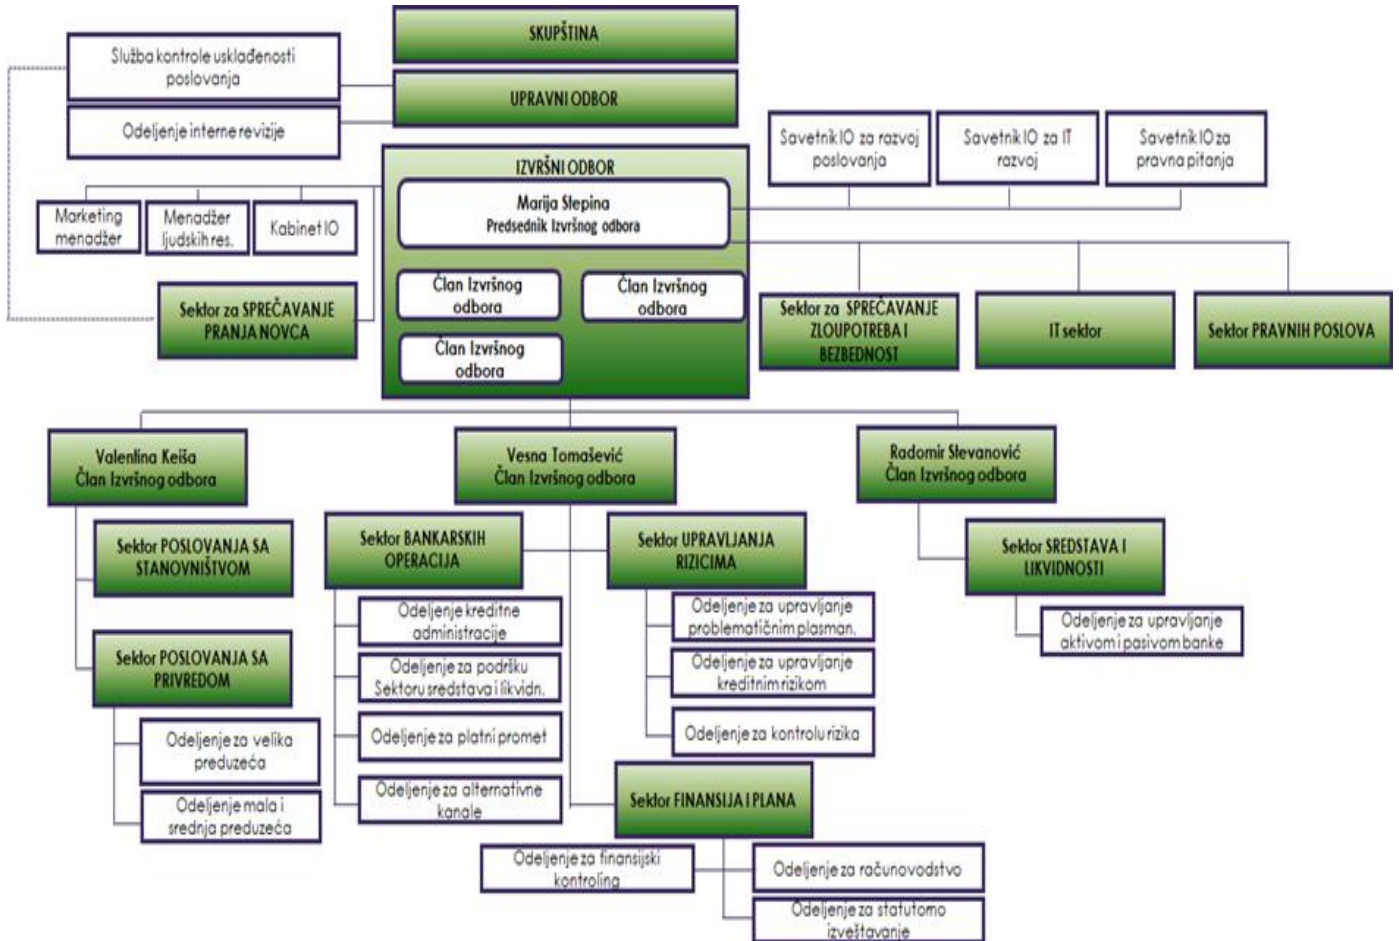 SKUPŠTINA
Služba kontrole usklađenosti
poslovanja
UPRAVNI ODBOR
Odeljenje interne revizije
Savetnik IO za razvoj
poslovanja
Savetnik IO za IT
razvoj
Savetnik IO za
pravna pitanja
IZVRŠNI ODBOR
Marija Stepina
Predsednik Izvršnog odbora
Marketing
menadžer
Menadžer
ljudskih res.
Kabinet IO
Član Izvršnog
odbora
Član Izvršnog
odbora
Član Izvršnog
odbora
Sektor za SPREČAVANJE
PRANJA NOVCA
Sektor za SPREČAVANJE
ZLOUPOTREBA I
BEZBEDNOST
IT sektor
Sektor PRAVNIH POSLOVA
Valentina Keiša
Član Izvršnog odbora
Vesna Tomašević
Član Izvršnog odbora
Radomir Stevanović
Član Izvršnog odbora
Sektor POSLOVANJA SA
STANOVNIŠTVOM
Sektor POSLOVANJA SA
PRIVREDOM
Odeljenje za velika
preduzeća
Odeljenje mala i
srednja preduzeća
Sektor BANKARSKIH
OPERACIJA
Odeljenje kreditne
administracije
Odeljenje za podršku
Sektoru sredstava i likvidn.
Odeljenje za platni promet
Odeljenje za alternativne
kanale
Sektor UPRAVLJANJA
RIZICIMA
Odeljenje za upravljanje
problematičnim plasman.
Odeljenje za upravljanje
kreditnim rizikom
Odeljenje za kontrolu rizika
Sektor FINANSIJA I PLANA
Odeljenje za finansijski
kontroling
Odeljenje za računovodstvo
Odeljenje za statutorno
izveštavanje
Sektor SREDSTAVA I
LIKVIDNOSTI
Odeljenje za upravljanje
aktivom i pasivom banke